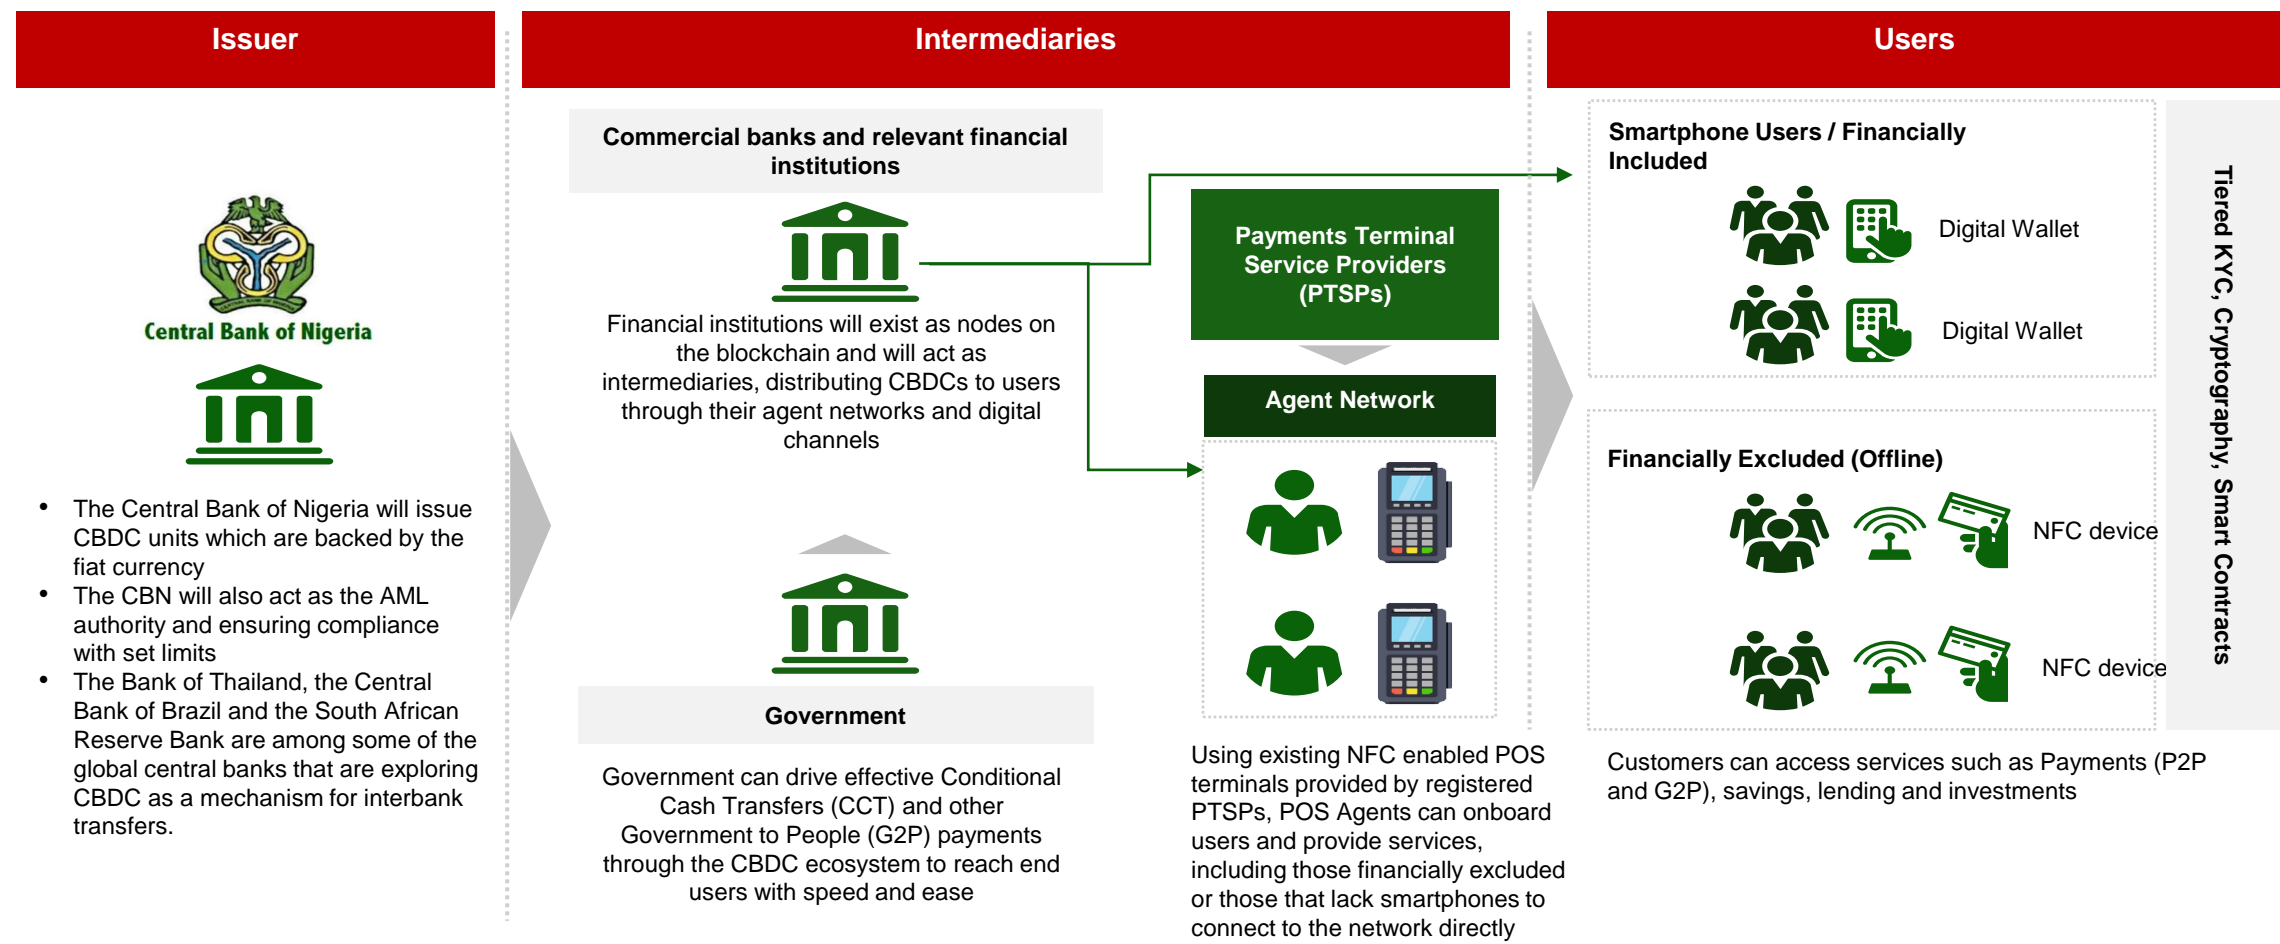 Issuer
Central Bank of Nigeria
• The Central Bank of Nigeria will issue
CBDC units which are backed by the
fiat currency
• The CBN will also act as the AML
authority and ensuring compliance
with set limits
• The Bank of Thailand, the Central
Bank of Brazil and the South African
Reserve Bank are among some of the
global central banks that are exploring
CBDC as a mechanism for interbank
transfers.
Intermediaries
Commercial banks and relevant financial
institutions
Financial institutions will exist as nodes on
the blockchain and will act as
intermediaries, distributing CBDCs to users
through their agent networks and digital
channels
Government
Government can drive effective Conditional
Cash Transfers (CCT) and other
Government to People (G2P) payments
through the CBDC ecosystem to reach end
users with speed and ease
Payments Terminal
Service Providers
(PTSPs)
Agent Network
Using existing NFC enabled POS
terminals provided by registered
PTSPs, POS Agents can onboard
users and provide services,
including those financially excluded
or those that lack smartphones to
connect to the network directly
Users
Smartphone Users / Financially
Included
Digital Wallet
Digital Wallet
Financially Excluded (Offline)
NFC device
NFC device
Customers can access services such as Payments (P2P
and G2P), savings, lending and investments
Tiered KYC, Cryptography, Smart Contracts